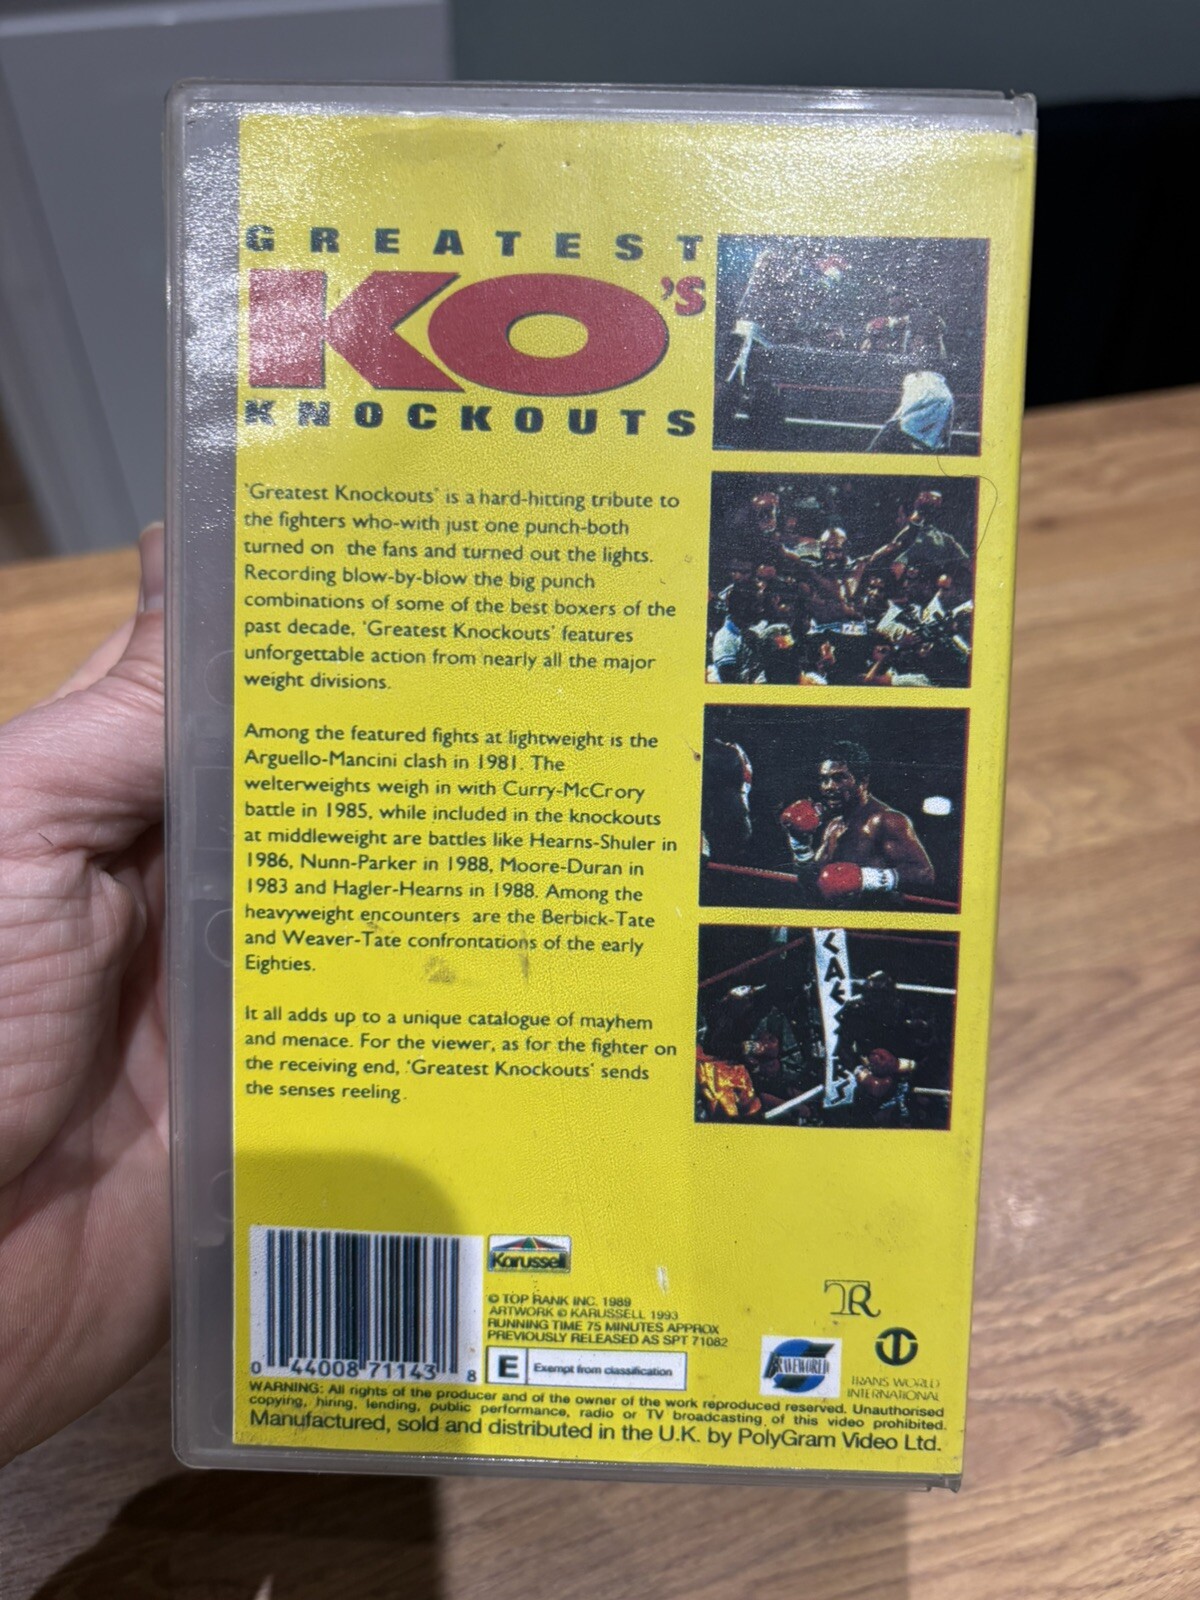 GREATEST
KO'S
KNOCKOUTS
'Greatest Knockouts' is a hard-hitting tribute to
the fighters who-with just one punch-both
turned on the fans and turned out the lights.
Recording blow-by-blow the big punch
combinations of some of the best boxers of the
past decade, 'Greatest Knockouts' features
unforgettable action from nearly all the major
weight divisions.
Among the featured fights at lightweight is the
Arguello-Mancini clash in 1981. The
welterweights weigh in with Curry-McCrory
battle in 1985, while included in the knockouts
at middleweight are battles like Hearns-Shuler in
1986, Nunn-Parker in 1988, Moore-Duran in
1983 and Hagler-Hearns in 1988. Among the
heavyweight encounters are the Berbick-Tate
and Weaver-Tate confrontations of the early
Eighties.
It all adds up to a unique catalogue of mayhem
and menace. For the viewer, as for the fighter on
the receiving end, 'Greatest Knockouts' sends
the senses reeling.
Karussell
© TOP RANK INC. 1989
ARTWORK © KARUSSELL 1993
RUNNING TIME 75 MINUTES APPROX
PREVIOUSLY RELEASED AS SPT 71082
E Exempt from classification
0 44008 71143 8
BRAVEWORLD
TR
TRANS WORLD
INTERNATIONAL
WARNING: All rights of the producer and of the owner of the work reproduced reserved. Unauthorised
copying, hiring, lending, public performance, radio or TV broadcasting of this video prohibited.
Manufactured, sold and distributed in the U.K. by PolyGram Video Ltd.